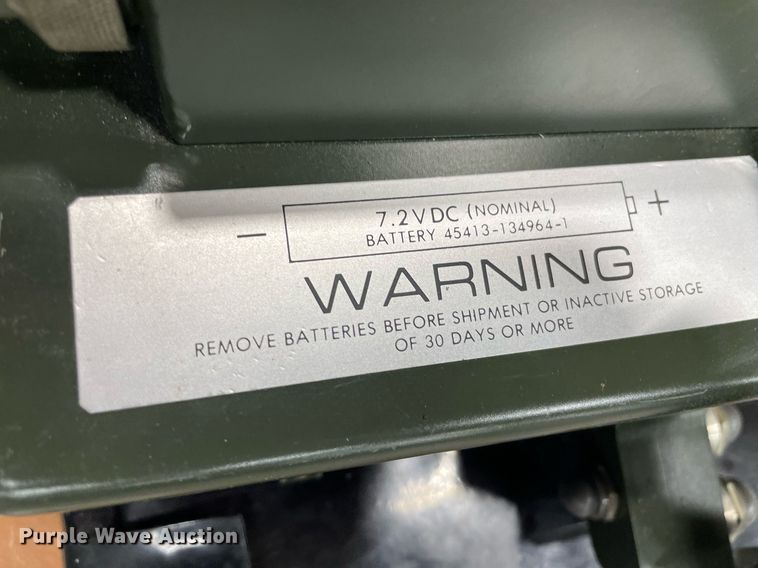 − 7.2VDC (NOMINAL) +
BATTERY 45413-134964-1
WARNING
REMOVE BATTERIES BEFORE SHIPMENT OR INACTIVE STORAGE
OF 30 DAYS OR MORE
Purple Wave Auction